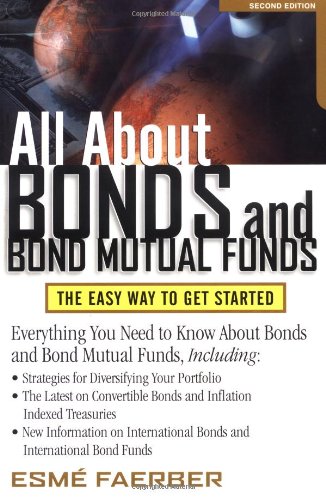 SECOND EDITION
All About
BONDS and
BOND MUTUAL FUNDS
THE EASY WAY TO GET STARTED
Everything You Need to Know About Bonds
and Bond Mutual Funds, Including:
• Strategies for Diversifying Your Portfolio
• The Latest on Convertible Bonds and Inflation
Indexed Treasuries
• New Information on International Bonds and
International Bond Funds
ESMÉ FAERBER